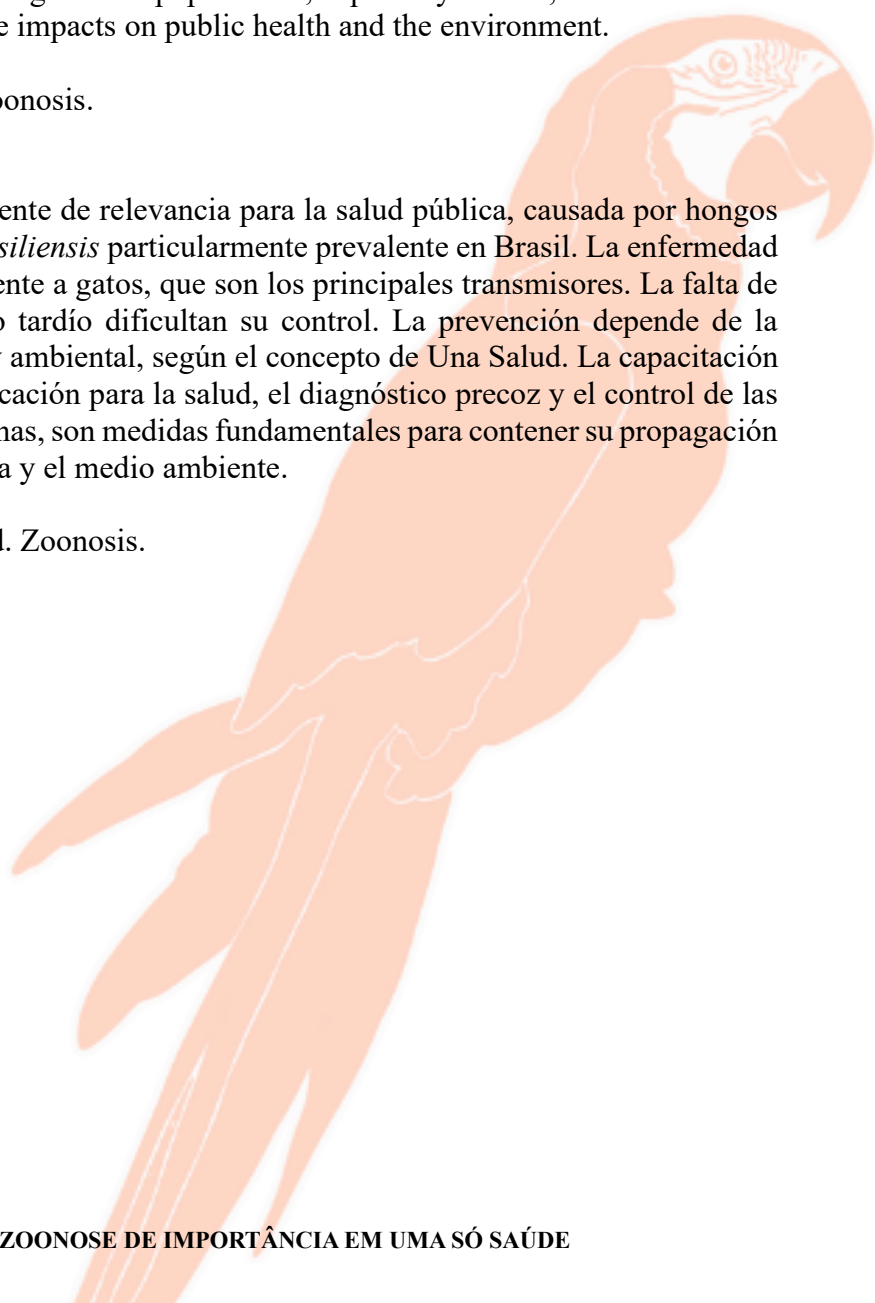 e impacts on public health and the environment.
oonosis.
ente de relevancia para la salud pública, causada por hongos
siliensis particularmente prevalente en Brasil. La enfermedad
ente a gatos, que son los principales transmisores. La falta de
o tardío dificultan su control. La prevención depende de la
y ambiental, según el concepto de Una Salud. La capacitación
cación para la salud, el diagnóstico precoz y el control de las
nas, son medidas fundamentales para contener su propagación
a y el medio ambiente.
d. Zoonosis.
ZOONOSE DE IMPORTÂNCIA EM UMA SÓ SAÚDE